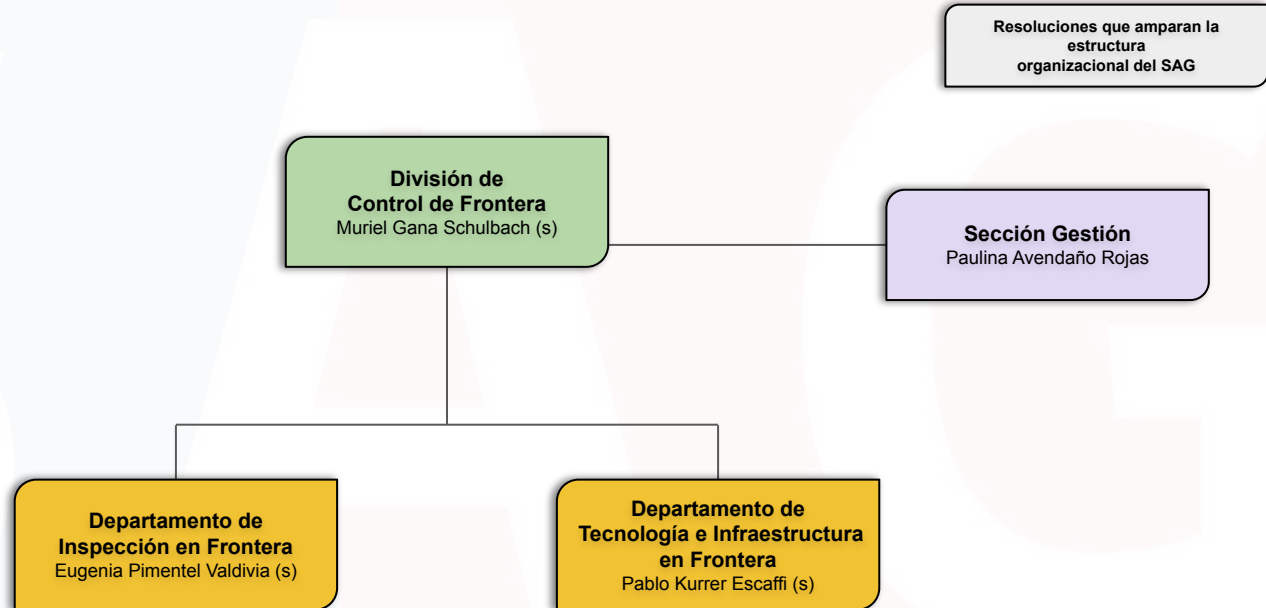 Resoluciones que amparan la
estructura
organizacional del SAG
División de
Control de Frontera
Muriel Gana Schulbach (s)
Sección Gestión
Paulina Avendaño Rojas
Departamento de
Inspección en Frontera
Eugenia Pimentel Valdivia (s)
Departamento de
Tecnología e Infraestructura
en Frontera
Pablo Kurrer Escaffi (s)